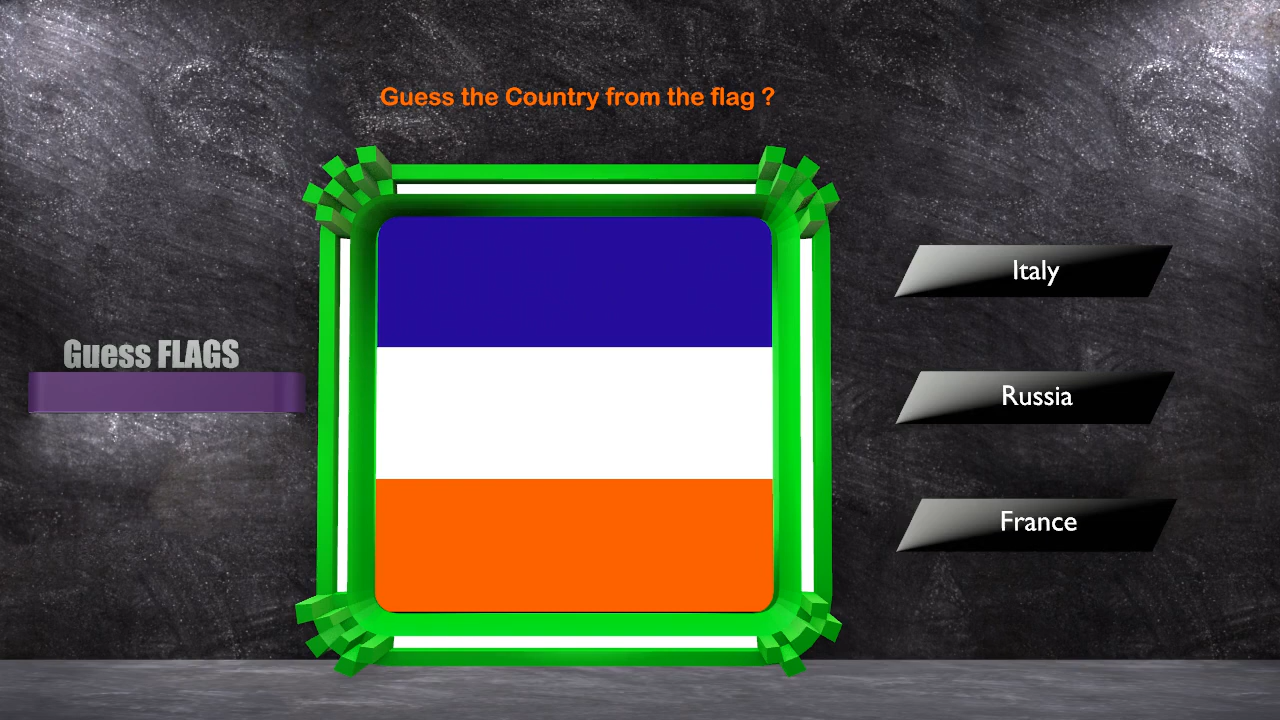 Guess the Country from the flag ?
Guess FLAGS
Italy
Russia
France